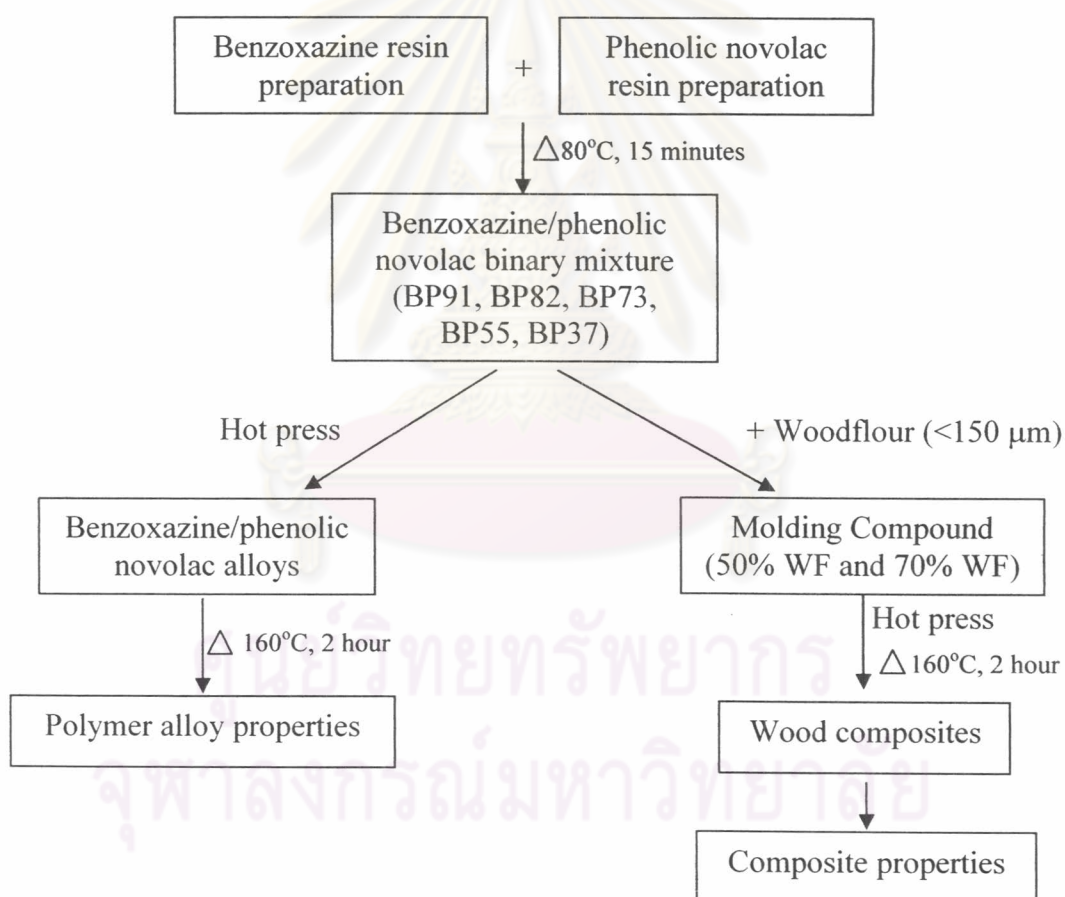 Benzoxazine resin
preparation
+
Phenolic novolac
resin preparation
△80°C, 15 minutes
Benzoxazine/phenolic
novolac binary mixture
(BP91, BP82, BP73,
BP55, BP37)
Hot press
+ Woodflour (<150 μm)
Benzoxazine/phenolic
novolac alloys
Molding Compound
(50% WF and 70% WF)
△ 160°C, 2 hour
Hot press
△160°C, 2 hour
Polymer alloy properties
Wood composites
Composite properties
ศูนย์วิทยทรัพยากร
จุฬาลงกรณ์มหาวิทยาลัย